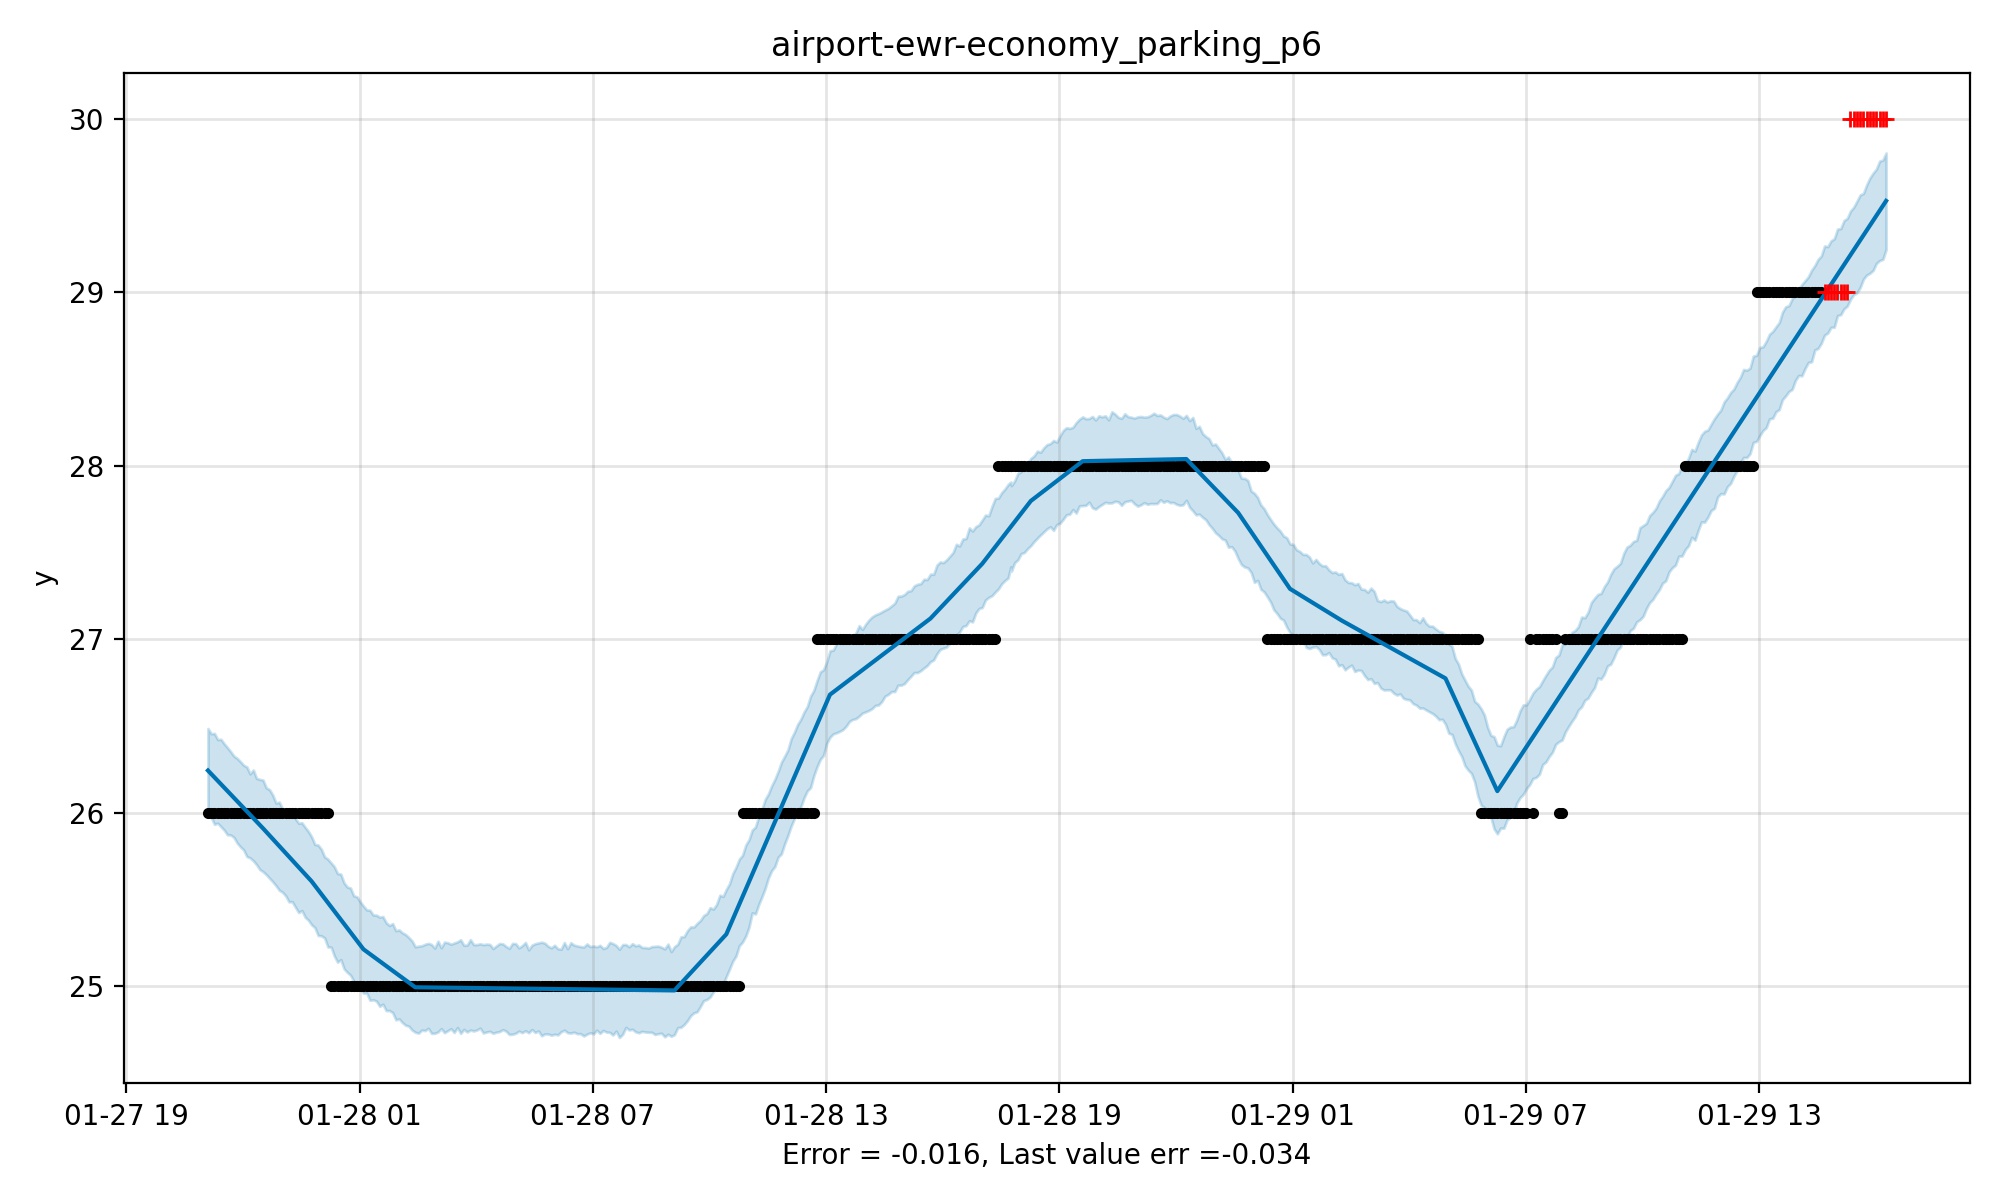 airport-ewr-economy_parking_p6
30
29
28
27
26
25
y
01-27 19 01-28 01 01-28 07 01-28 13 01-28 19 01-29 01 01-29 07 01-29 13
Error = -0.016, Last value err =-0.034